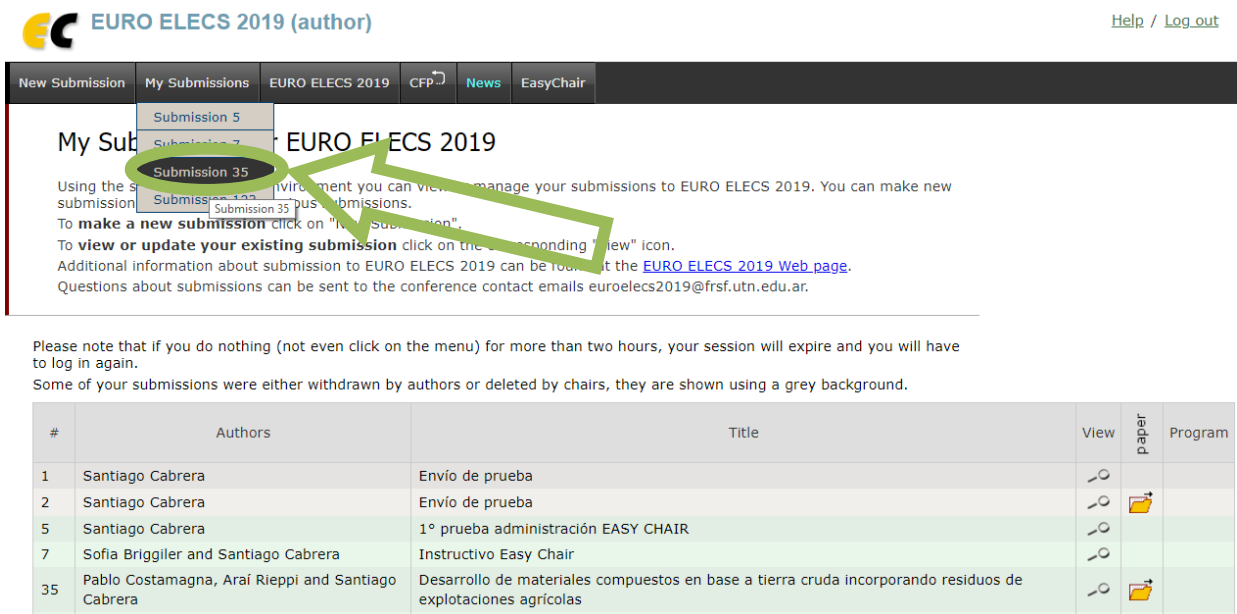 EC EURO ELECS 2019 (author)
Help / Log out
New Submission My Submissions EURO ELECS 2019 CFP News EasyChair
Submission 5
My Sub EURO ELECS 2019
Submission 7
Submission 35
Using the s nvironment you can view manage your submissions to EURO ELECS 2019. You can make new
submission Submission 123 ous submissions.
Submission 35
To make a new submission click on "New Submission".
To view or update your existing submission click on the corresponding "View" icon.
Additional information about submission to EURO ELECS 2019 can be found at the EURO ELECS 2019 Web page.
Questions about submissions can be sent to the conference contact emails euroelecs2019@frsf.utn.edu.ar.
Please note that if you do nothing (not even click on the menu) for more than two hours, your session will expire and you will have
to log in again.
Some of your submissions were either withdrawn by authors or deleted by chairs, they are shown using a grey background.
# Authors Title View paper Program
1 Santiago Cabrera Envío de prueba
2 Santiago Cabrera Envío de prueba
5 Santiago Cabrera 1° prueba administración EASY CHAIR
7 Sofia Briggiler and Santiago Cabrera Instructivo Easy Chair
35 Pablo Costamagna, Araí Rieppi and Santiago Cabrera Desarrollo de materiales compuestos en base a tierra cruda incorporando residuos de
explotaciones agrícolas